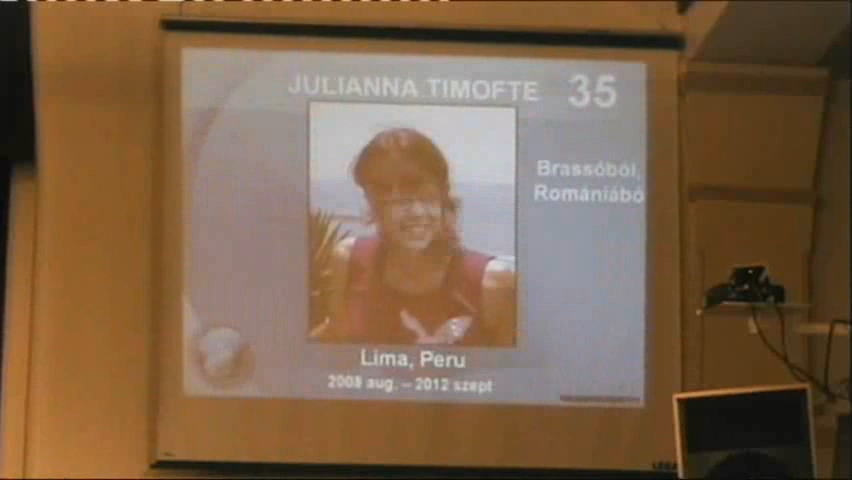 JULIANNA TIMOFTE 35
Brassóból,
Romániábó
Lima, Peru
2008 aug. – 2012 szept